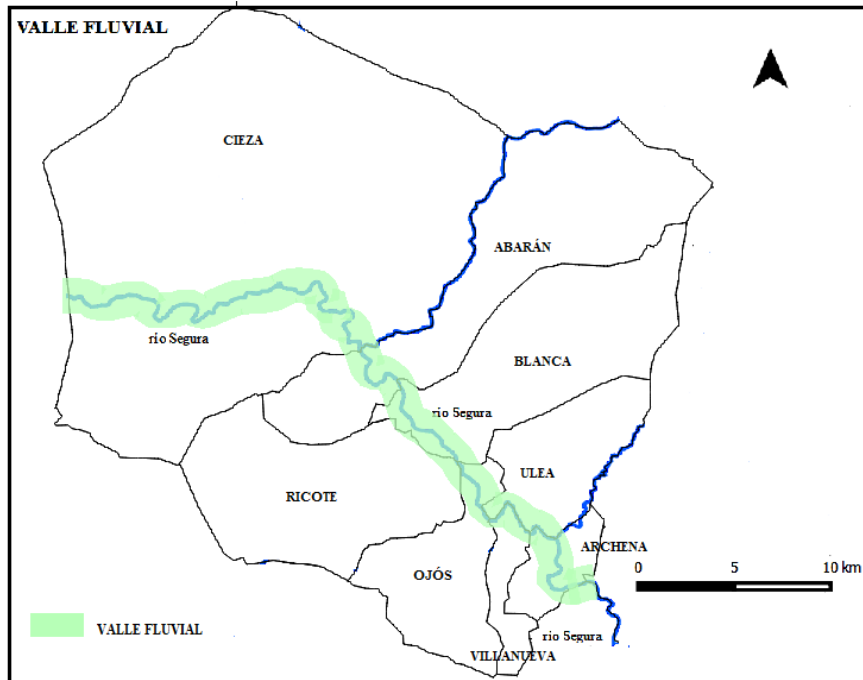 VALLE FLUVIAL
CIEZA
ABARÁN
río Segura
BLANCA
río Segura
ULEA
RICOTE
ARCHENA
OJÓS
0 5 10 km
VALLE FLUVIAL
río Segura
VILLANUEVA